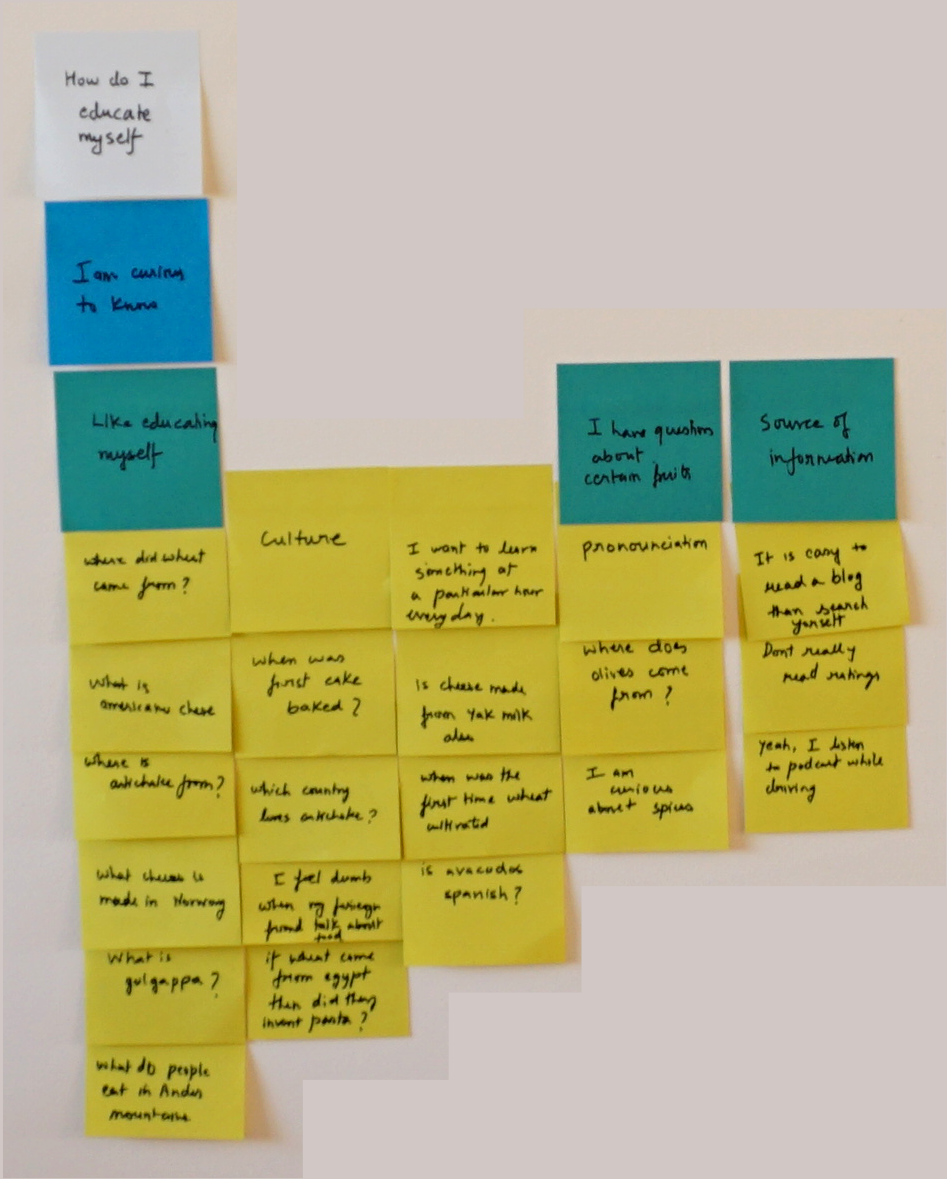 How do I
educate
myself
I am curious
to know
Like educating
myself
where did wheat
came from?
What is
americans chese
where is
antichoke from?
What cheese is
made in Norway
What is
golgappa?
what do people
eat in Andes
mountains
Culture
when was
first cake
baked?
which country
loves antichoke?
I feel dumb
when my foreign
friend talk about
food
if wheat come
from egypt
then did they
invent pasta?
I want to learn
something at
a particular hour
everyday.
is cheese made
from Yak milk
also
when was the
first time wheat
cultivated
is avacados
spanish?
I have questions
about
certain fruits
pronounciation
where does
olives come
from?
I am
curious
about spices
Source of
information
It is easy to
read a blog
than search
yourself
Dont really
read ratings
yeah, I listen
to podcast while
driving